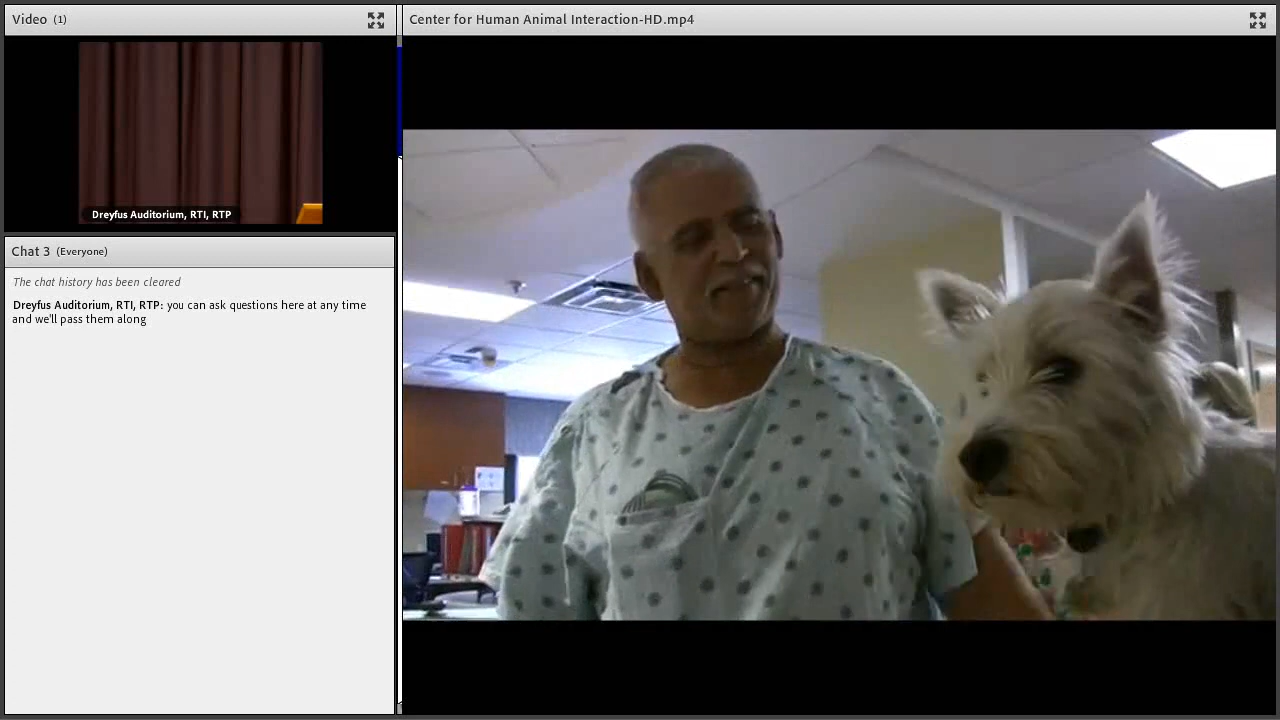 Video (1)
Center for Human Animal Interaction-HD.mp4
Dreyfus Auditorium, RTI, RTP
Chat 3 (Everyone)
The chat history has been cleared
Dreyfus Auditorium, RTI, RTP: you can ask questions here at any time
and we'll pass them along